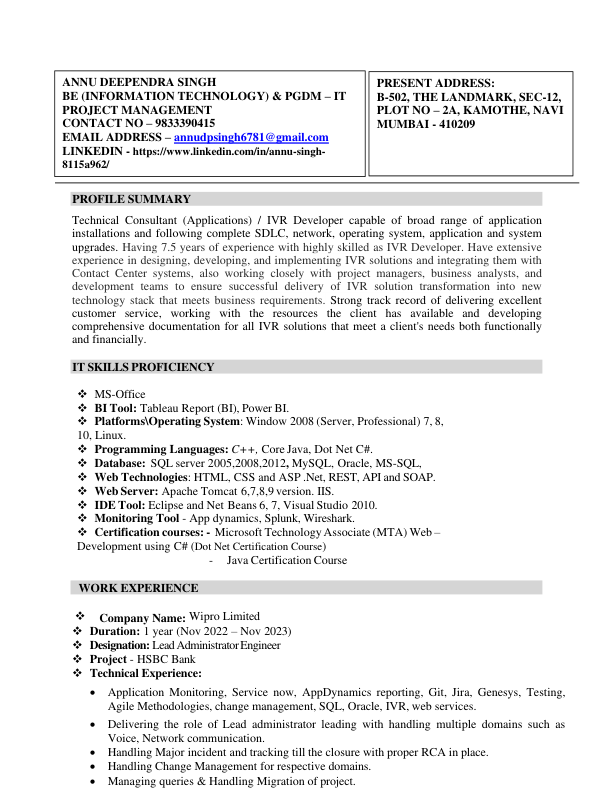 ANNU DEEPENDRA SINGH
BE (INFORMATION TECHNOLOGY) & PGDM – IT
PROJECT MANAGEMENT
CONTACT NO – 9833390415
EMAIL ADDRESS – annudpsingh6781@gmail.com
LINKEDIN - https://www.linkedin.com/in/annu-singh-
8115a962/
PRESENT ADDRESS:
B-502, THE LANDMARK, SEC-12,
PLOT NO – 2A, KAMOTHE, NAVI
MUMBAI - 410209
PROFILE SUMMARY
Technical Consultant (Applications) / IVR Developer capable of broad range of application
installations and following complete SDLC, network, operating system, application and system
upgrades. Having 7.5 years of experience with highly skilled as IVR Developer. Have extensive
experience in designing, developing, and implementing IVR solutions and integrating them with
Contact Center systems, also working closely with project managers, business analysts, and
development teams to ensure successful delivery of IVR solution transformation into new
technology stack that meets business requirements. Strong track record of delivering excellent
customer service, working with the resources the client has available and developing
comprehensive documentation for all IVR solutions that meet a client's needs both functionally
and financially.
IT SKILLS PROFICIENCY
❖ MS-Office
❖ BI Tool: Tableau Report (BI), Power BI.
❖ Platforms\Operating System: Window 2008 (Server, Professional) 7, 8,
10, Linux.
❖ Programming Languages: C++, Core Java, Dot Net C#.
❖ Database: SQL server 2005,2008,2012, MySQL, Oracle, MS-SQL,
❖ Web Technologies: HTML, CSS and ASP .Net, REST, API and SOAP.
❖ Web Server: Apache Tomcat 6,7,8,9 version. IIS.
❖ IDE Tool: Eclipse and Net Beans 6, 7, Visual Studio 2010.
❖ Monitoring Tool - App dynamics, Splunk, Wireshark.
❖ Certification courses: - Microsoft Technology Associate (MTA) Web –
Development using C# (Dot Net Certification Course)
- Java Certification Course
WORK EXPERIENCE
❖ Company Name: Wipro Limited
❖ Duration: 1 year (Nov 2022 – Nov 2023)
❖ Designation: Lead Administrator Engineer
❖ Project - HSBC Bank
❖ Technical Experience:
• Application Monitoring, Service now, AppDynamics reporting, Git, Jira, Genesys, Testing,
Agile Methodologies, change management, SQL, Oracle, IVR, web services.
• Delivering the role of Lead administrator leading with handling multiple domains such as
Voice, Network communication.
• Handling Major incident and tracking till the closure with proper RCA in place.
• Handling Change Management for respective domains.
• Managing queries & Handling Migration of project.